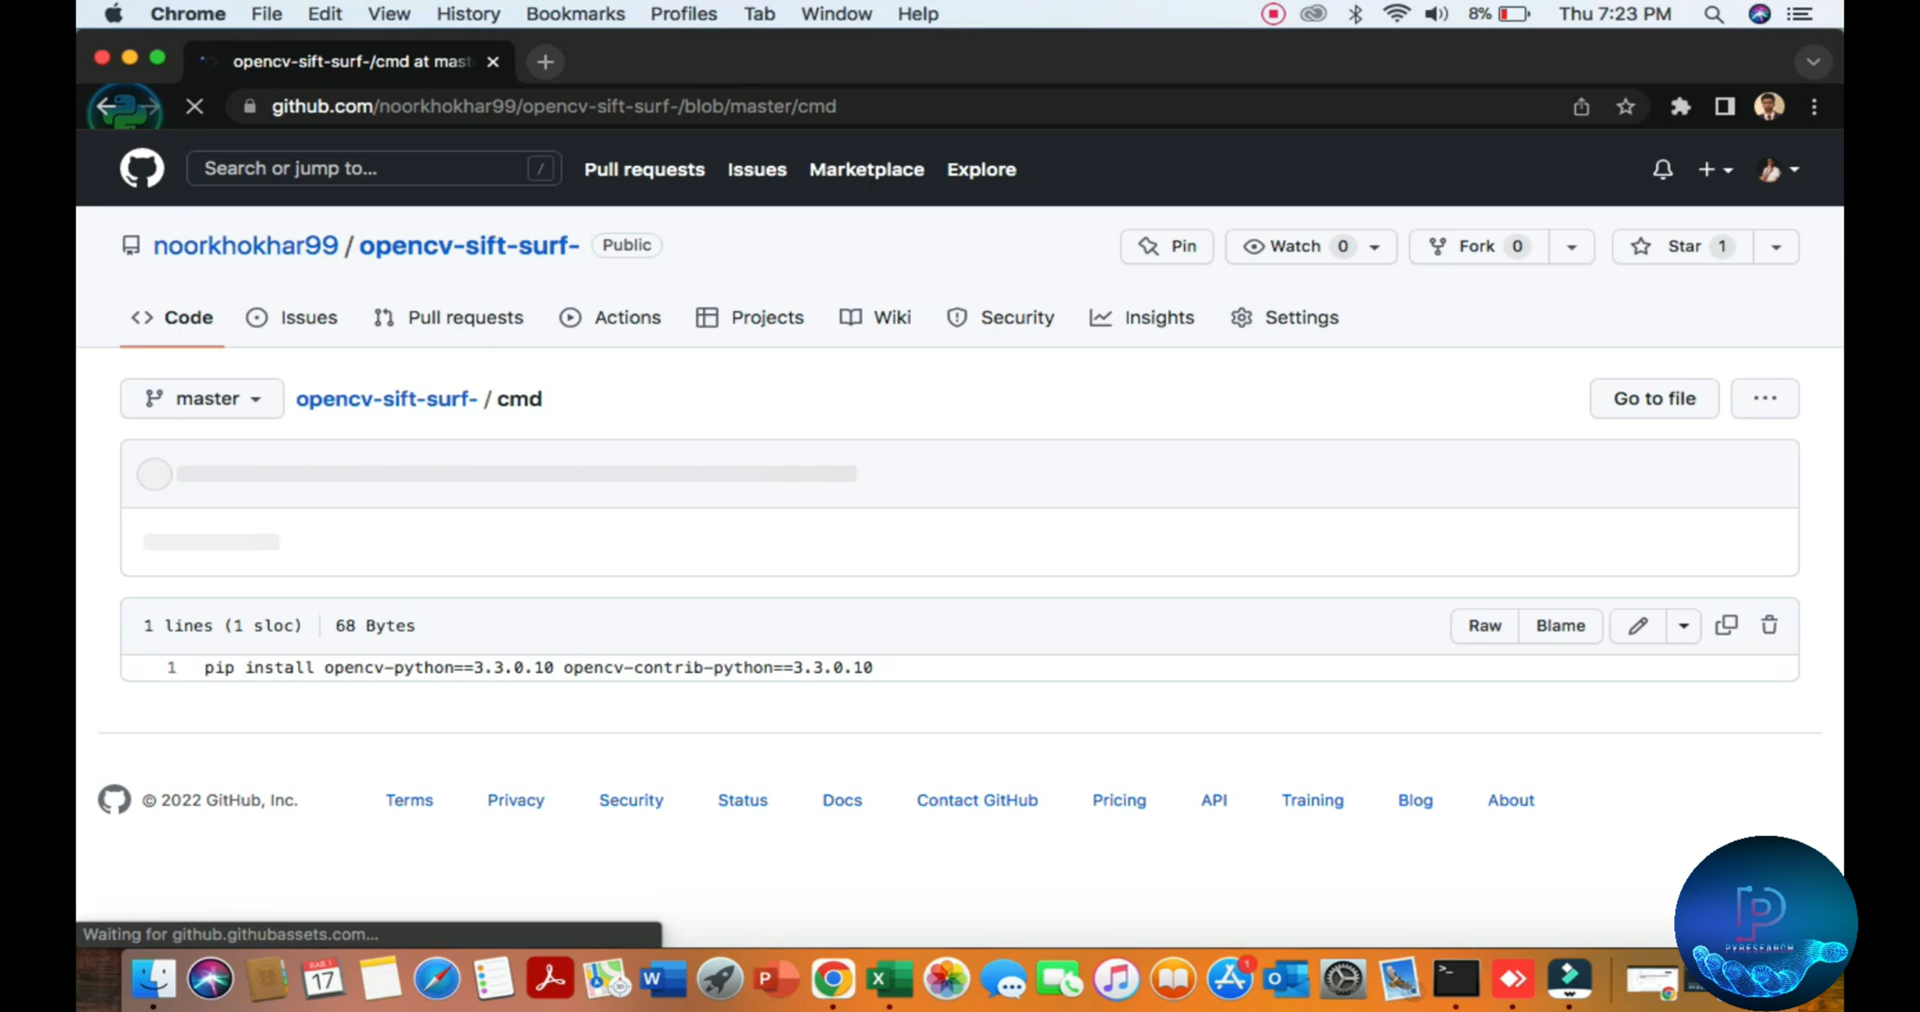 Chrome File Edit View History Bookmarks Profiles Tab Window Help 8% Thu 7:23 PM
opencv-sift-surf-/cmd at mast
github.com/noorkhokhar99/opencv-sift-surf-/blob/master/cmd
Search or jump to... / Pull requests Issues Marketplace Explore
noorkhokhar99 / opencv-sift-surf- Public Pin Watch 0 Fork 0 Star 1
Code Issues Pull requests Actions Projects Wiki Security Insights Settings
master opencv-sift-surf- / cmd Go to file ...
1 lines (1 sloc) 68 Bytes Raw Blame
1 pip install opencv-python==3.3.0.10 opencv-contrib-python==3.3.0.10
© 2022 GitHub, Inc. Terms Privacy Security Status Docs Contact GitHub Pricing API Training Blog About
PYRESEARCH
Waiting for github.githubassets.com...
17 W P X 1